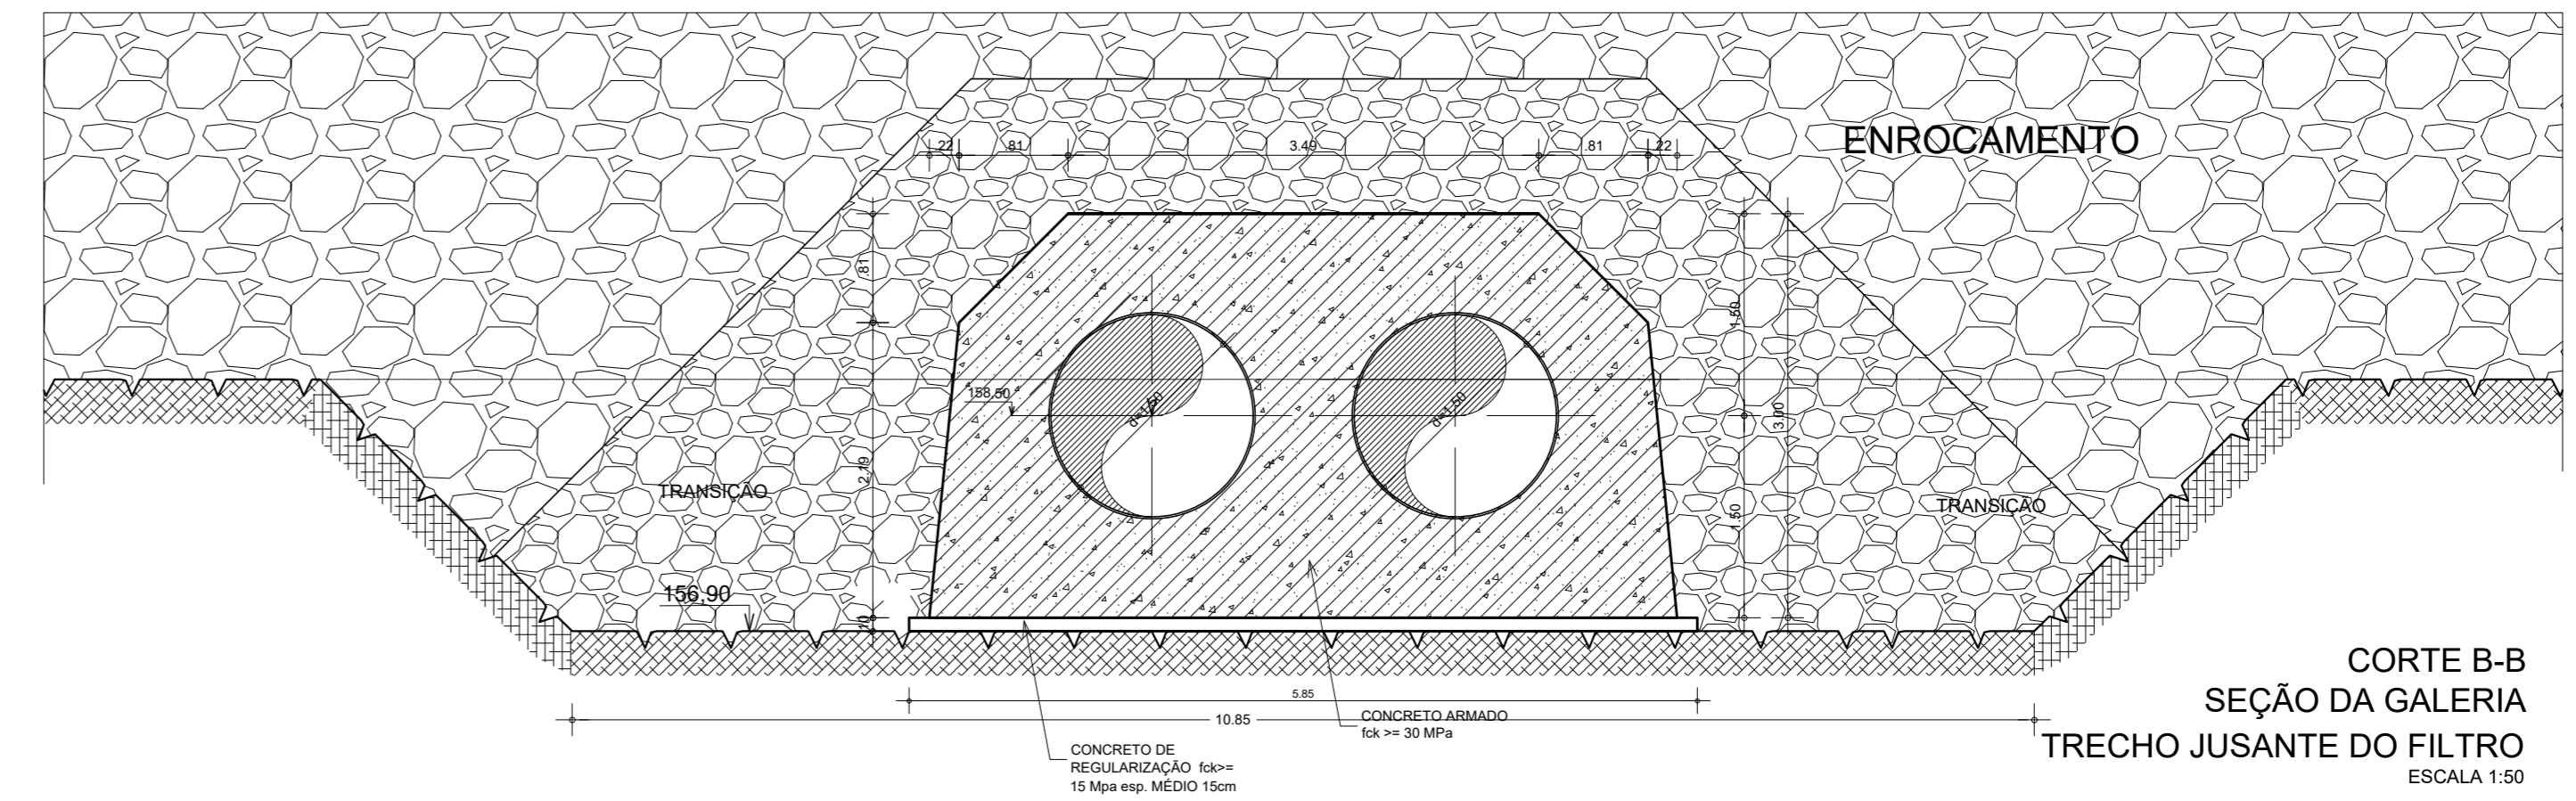 ENROCAMENTO
.22
.81
3.49
.81
.22
.81
1.50
158.50
d=1.50
d=1.50
3.00
2.19
TRANSIÇÃO
TRANSIÇÃO
1.50
156,90
.10
5.85
10.85
CONCRETO ARMADO
fck >= 30 MPa
CONCRETO DE
REGULARIZAÇÃO fck>=
15 Mpa esp. MÉDIO 15cm
CORTE B-B
SEÇÃO DA GALERIA
TRECHO JUSANTE DO FILTRO
ESCALA 1:50